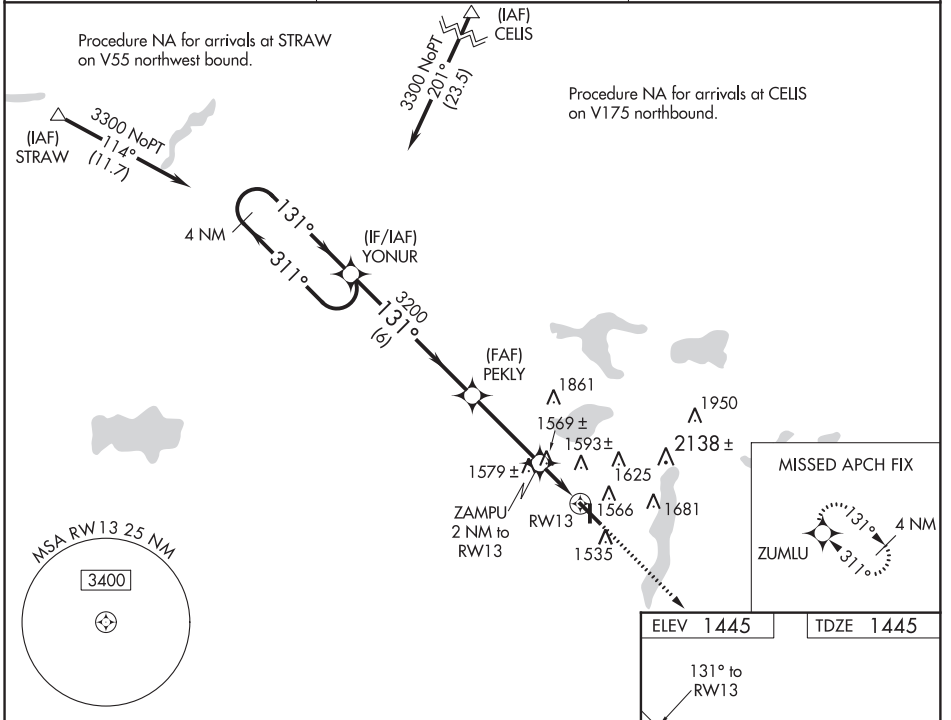 Procedure NA for arrivals at STRAW
on V55 northwest bound.
(IAF)
CELIS
3300 NoPT
201°
(23.5)
Procedure NA for arrivals at CELIS
on V175 northbound.
(IAF)
STRAW
3300 NoPT
114°
(11.7)
4 NM
131°
311°
(IF/IAF)
YONUR
3200
131°
(6)
(FAF)
PEKLY
1861
1569 ±
1950
1593 ±
2138 ±
1579 ±
1625
ZAMPU
2 NM to
RW13
RW13
1566
1681
1535
MISSED APCH FIX
131°
4 NM
ZUMLU
311°
MSA RW 13 25 NM
3400
ELEV 1445
TDZE 1445
131° to
RW13